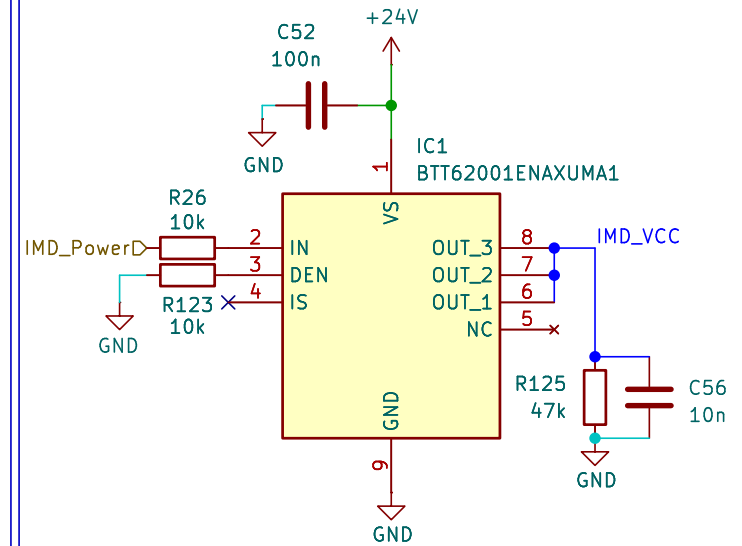 +24V
C52
100n
GND
IC1
BTT62001ENAXUMA1
1
VS
R26
10k
IMD_Power
2
IN
3
DEN
4
IS
R123
10k
GND
OUT_3
8
OUT_2
7
OUT_1
6
NC
5
IMD_VCC
R125
47k
C56
10n
GND
GND
9
GND